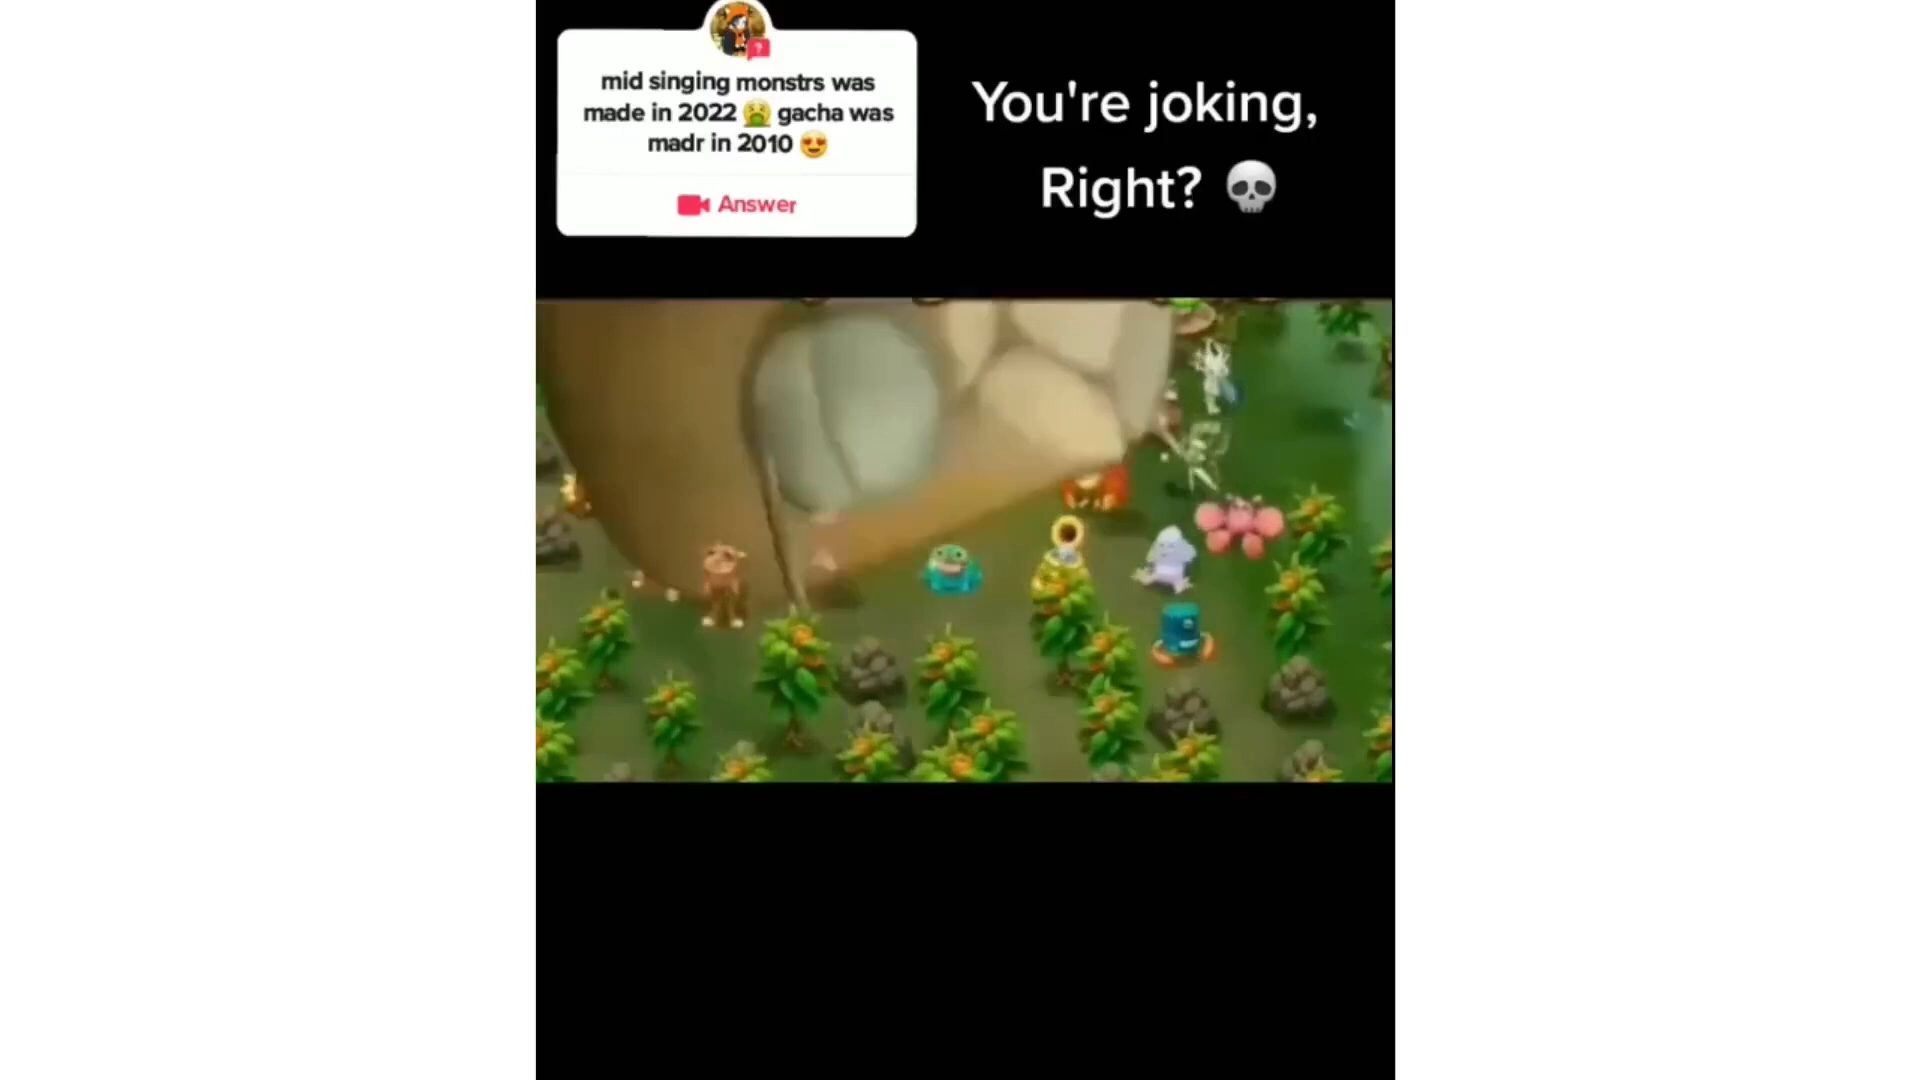 mid singing monstrs was
made in 2022 🤮 gacha was
madr in 2010 😍
Answer
You're joking,
Right? 💀